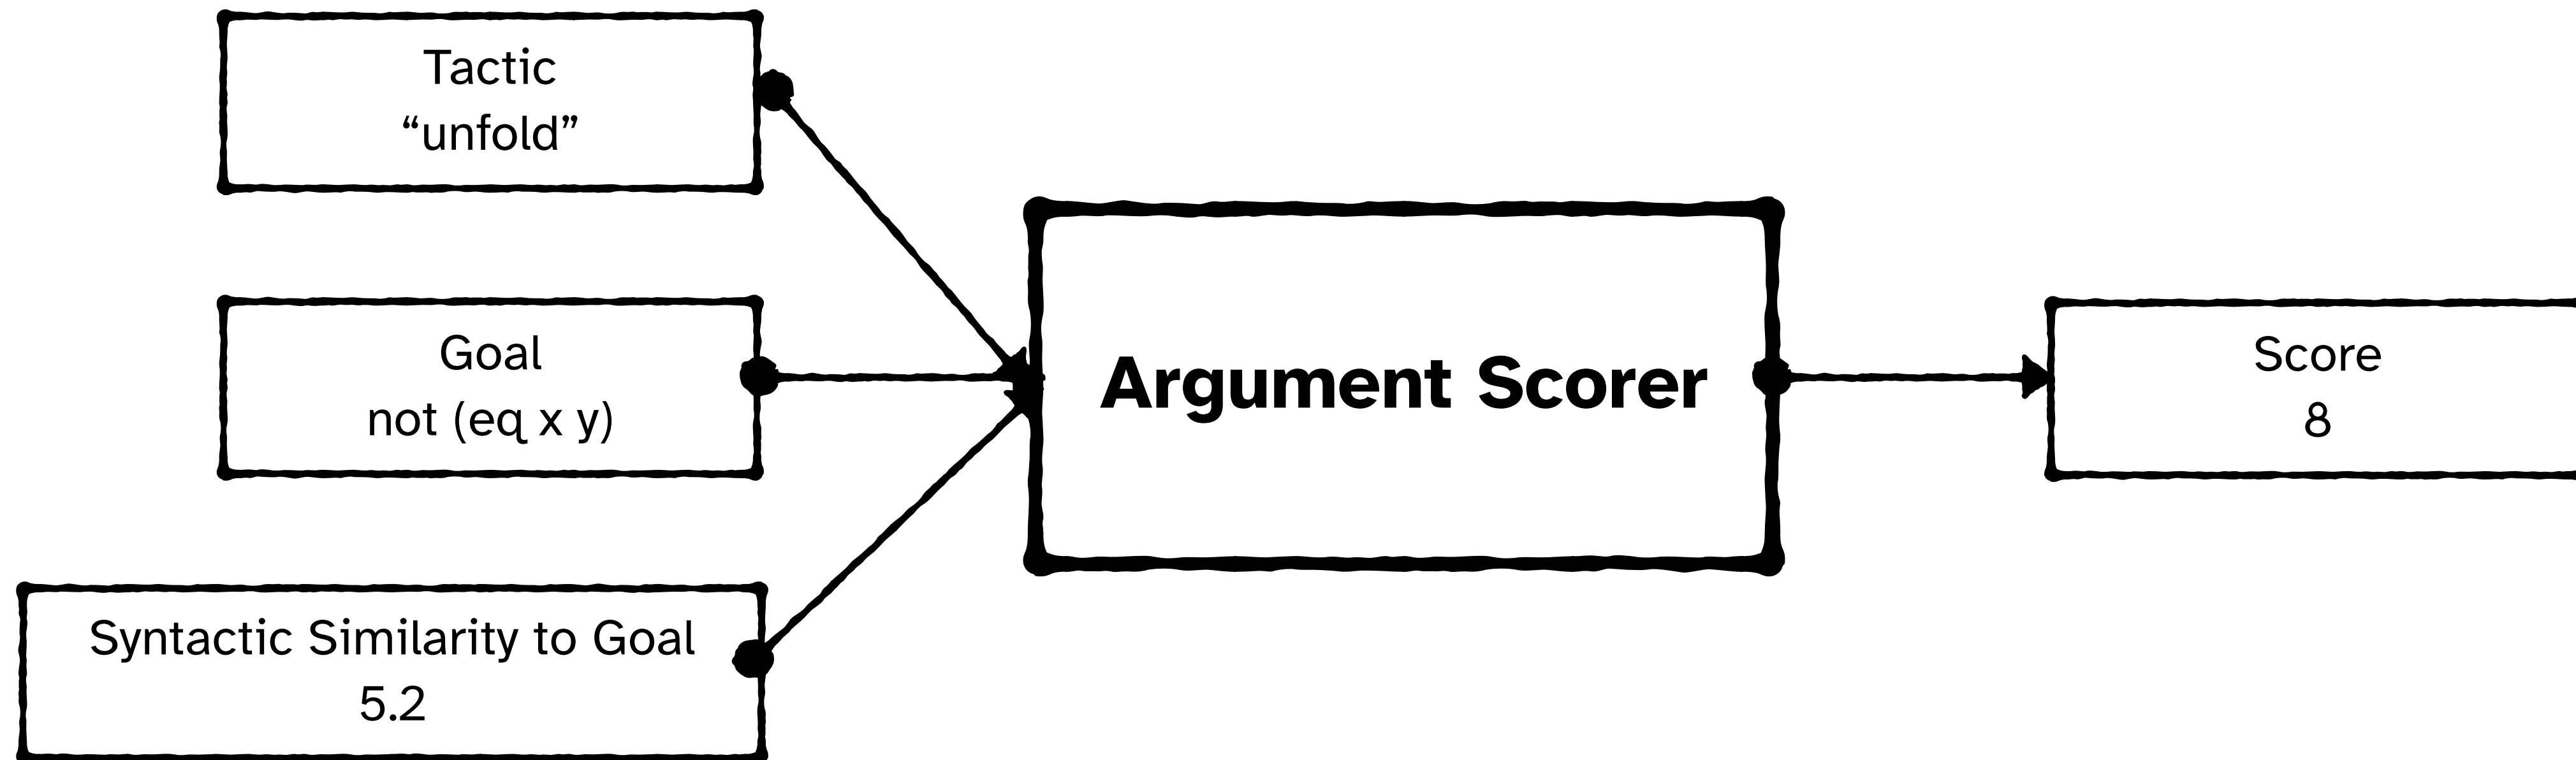 Tactic
“unfold”
Goal
not (eq x y)
Syntactic Similarity to Goal
5.2
Argument Scorer
Score
8